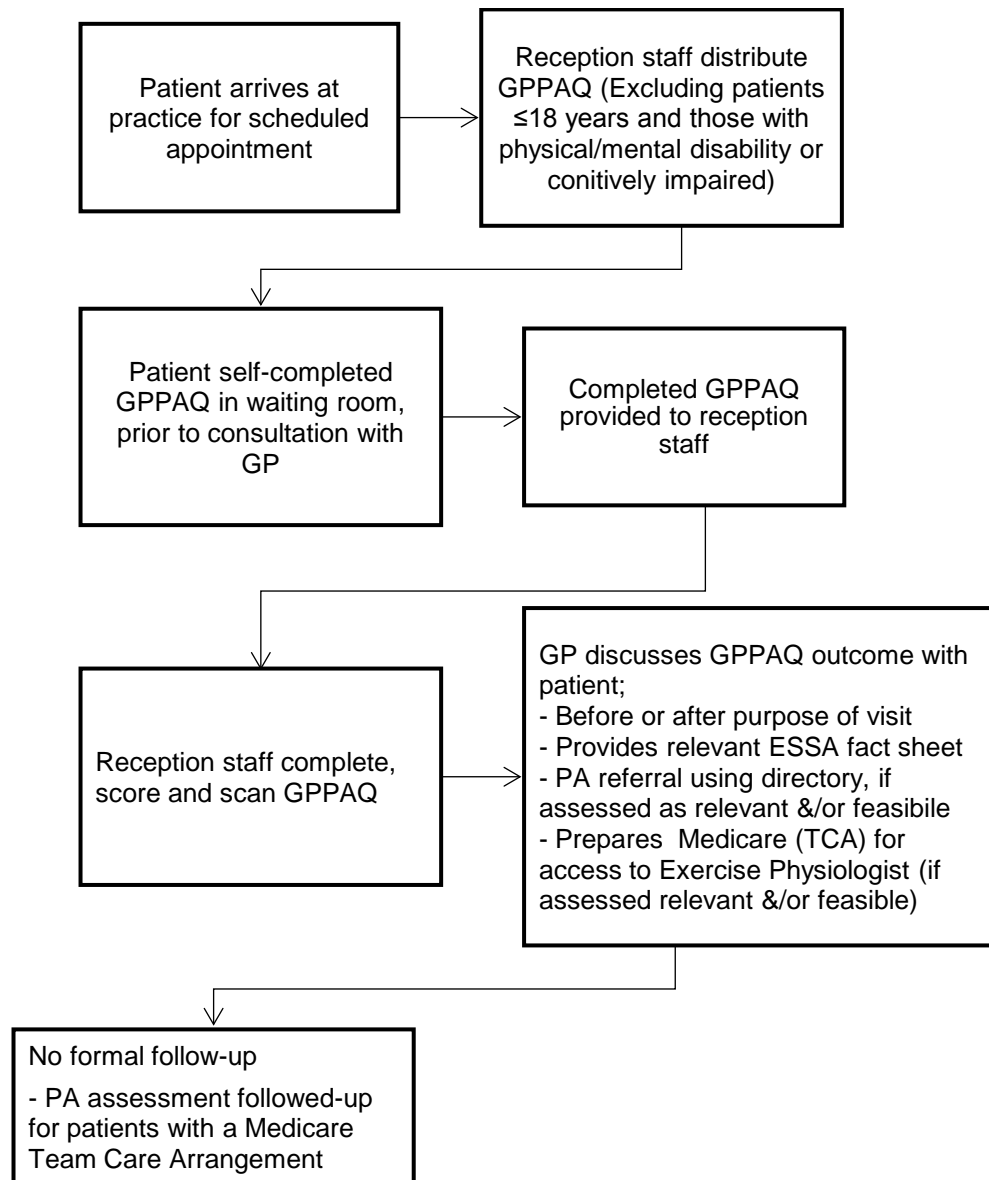 Patient arrives at
practice for scheduled
appointment
Reception staff distribute
GPPAQ (Excluding patients
≤18 years and those with
physical/mental disability or
conitively impaired)
Patient self-completed
GPPAQ in waiting room,
prior to consultation with
GP
Completed GPPAQ
provided to reception
staff
Reception staff complete,
score and scan GPPAQ
GP discusses GPPAQ outcome with
patient;
- Before or after purpose of visit
- Provides relevant ESSA fact sheet
- PA referral using directory, if
assessed as relevant &/or feasibile
- Prepares  Medicare (TCA) for
access to Exercise Physiologist (if
assessed relevant &/or feasible)
No formal follow-up
- PA assessment followed-up
for patients with a Medicare
Team Care Arrangement